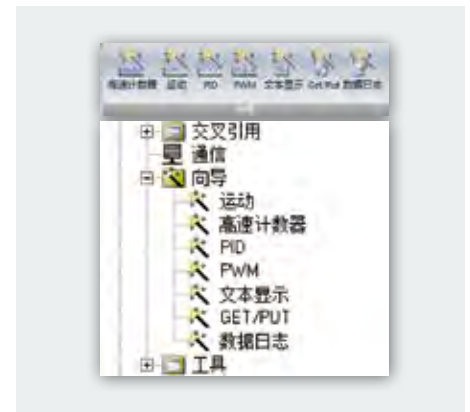 高速计数器 运动 PID PWM 文本显示 Get/Put 数据日志
交叉引用
通信
向导
运动
高速计数器
PID
PWM
文本显示
GET/PUT
数据日志
工具